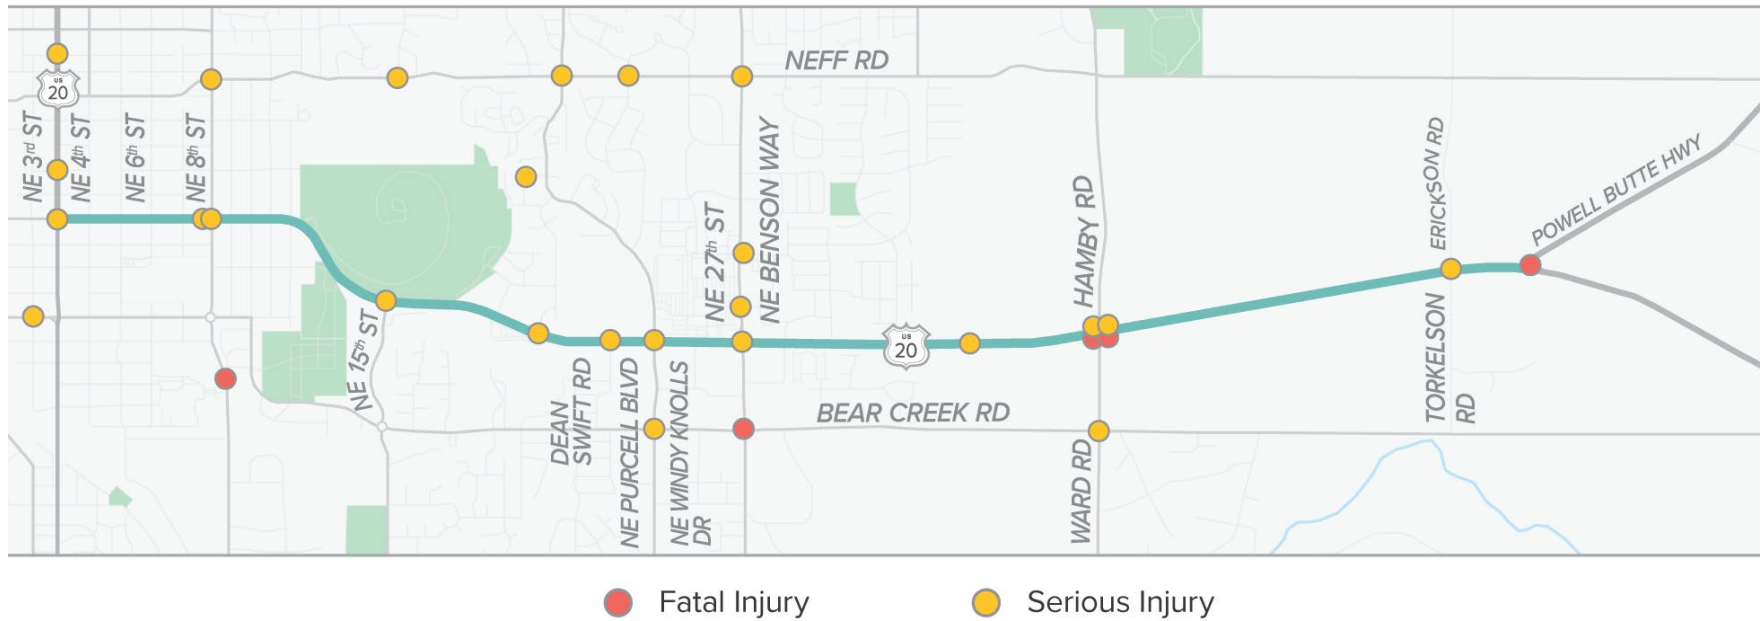 NEFF RD
US
20
NE 3rd ST
NE 4th ST
NE 6th ST
NE 8th ST
NE 27th ST
NE BENSON WAY
HAMBY RD
ERICKSON RD
POWELL BUTTE HWY
NE 15th ST
US
20
DEAN
SWIFT RD
NE PURCELL BLVD
NE WINDY KNOLLS
DR
BEAR CREEK RD
WARD RD
TORKELSON
RD
Fatal Injury
Serious Injury